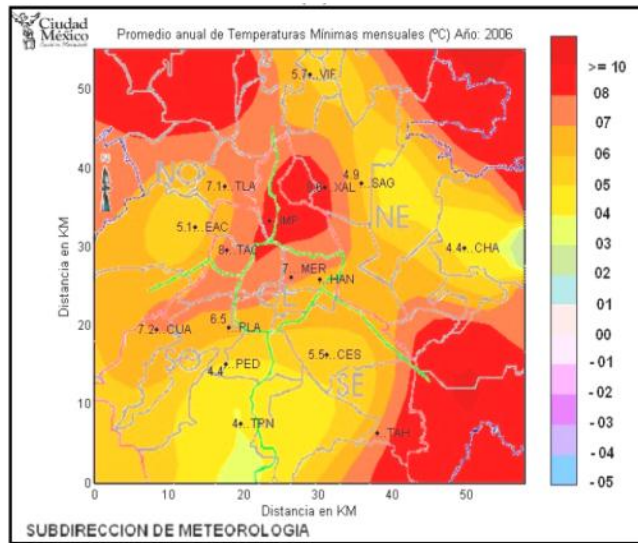 Ciudad
México
Promedio anual de Temperaturas Mínimas mensuales (ºC) Año: 2006
50
40
30
20
10
0
Distancia en KM
N
5.7 VIF
NO
7.1 TLA
XAL
4.9
SAG
NE
5.1 EAC
IMP
8 TAC
4.4 CHA
7 MER
HAN
CE
7.2 CUA
6.5
PLA
SO
PED
4.4
5.5 CES
SE
4 TPN
TAH
0
10
20
30
40
50
Distancia en KM
>= 10
08
07
06
05
04
03
02
01
00
-01
-02
-03
-04
-05
SUBDIRECCION DE METEOROLOGIA